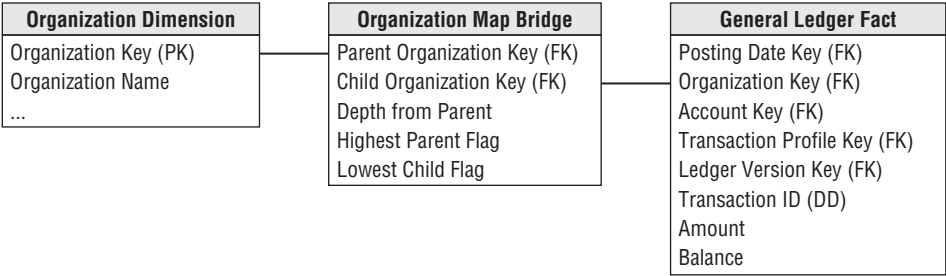 Organization Dimension
Organization Key (PK)
Organization Name
...
Organization Map Bridge
Parent Organization Key (FK)
Child Organization Key (FK)
Depth from Parent
Highest Parent Flag
Lowest Child Flag
General Ledger Fact
Posting Date Key (FK)
Organization Key (FK)
Account Key (FK)
Transaction Profile Key (FK)
Ledger Version Key (FK)
Transaction ID (DD)
Amount
Balance